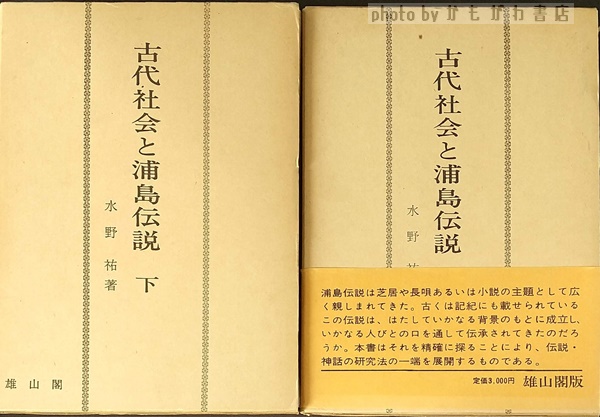 photo by かもがわ書店
古代社会と浦島伝説 下
水野 祐著
雄山閣
古代社会と浦島伝説
水野 祐
浦島伝説は芝居や長唄あるいは小説の主題として広
く親しまれてきた。古くは記紀にも載せられている
この伝説は、はたしていかなる背景のもとに成立し、
いかなる人びとの口を通して伝承されてきたのだろ
うか。本書はそれを精確に探ることにより、伝説・
神話の研究法の一端を展開するものである。
定価3,000円 雄山閣版